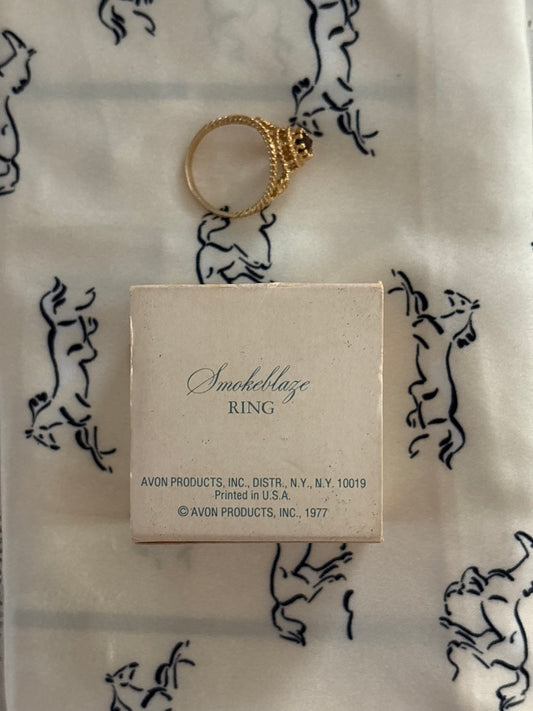 Smokeblaze
RING
AVON PRODUCTS, INC., DISTR., N.Y., N.Y. 10019
Printed in U.S.A.
© AVON PRODUCTS, INC., 1977